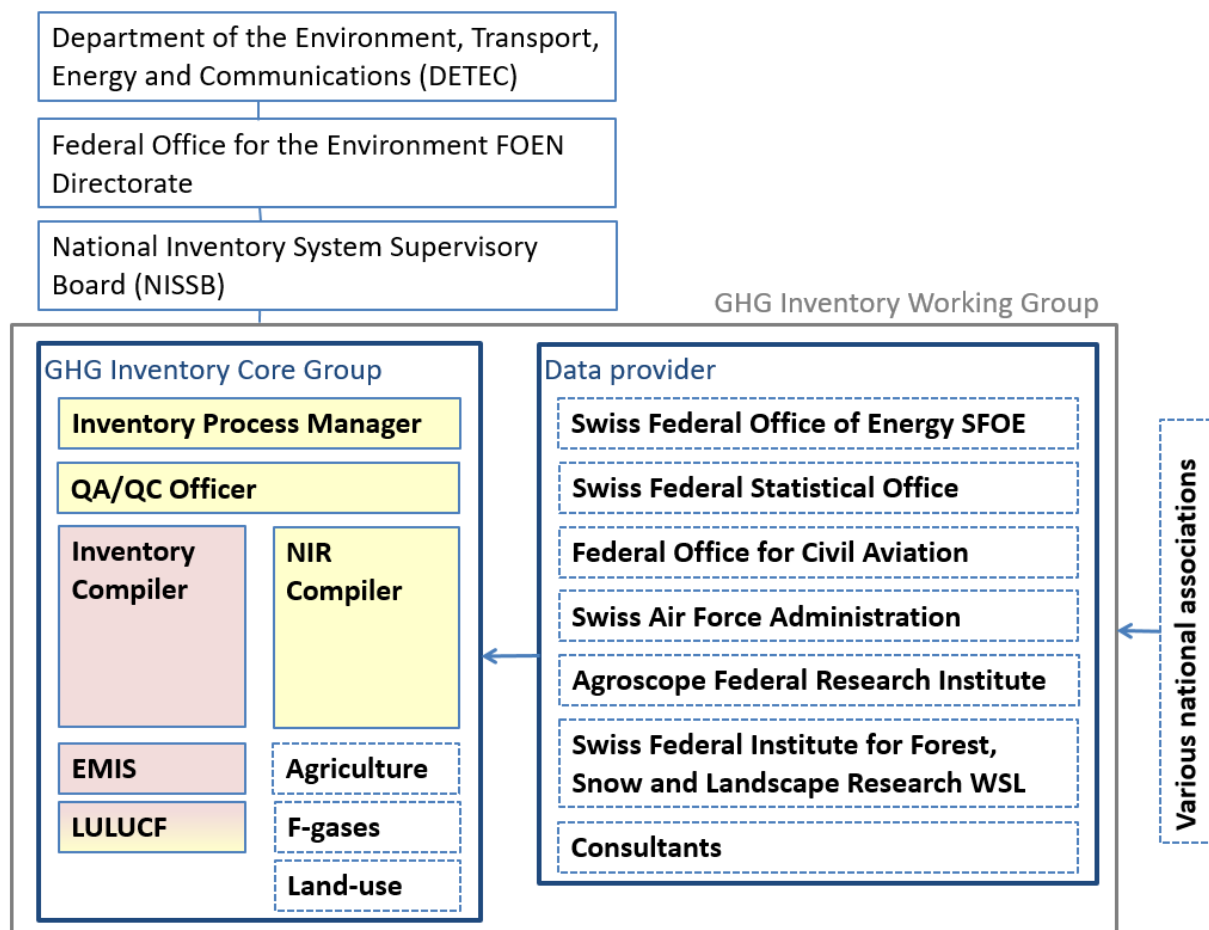 Department of the Environment, Transport,
Energy and Communications (DETEC)
Federal Office for the Environment FOEN
Directorate
National Inventory System Supervisory
Board (NISSB)
GHG Inventory Working Group
GHG Inventory Core Group
Inventory Process Manager
QA/QC Officer
Inventory
Compiler
NIR
Compiler
EMIS
Agriculture
LULUCF
F-gases
Land-use
Data provider
Swiss Federal Office of Energy SFOE
Swiss Federal Statistical Office
Federal Office for Civil Aviation
Swiss Air Force Administration
Agroscope Federal Research Institute
Swiss Federal Institute for Forest,
Snow and Landscape Research WSL
Consultants
Various national associations